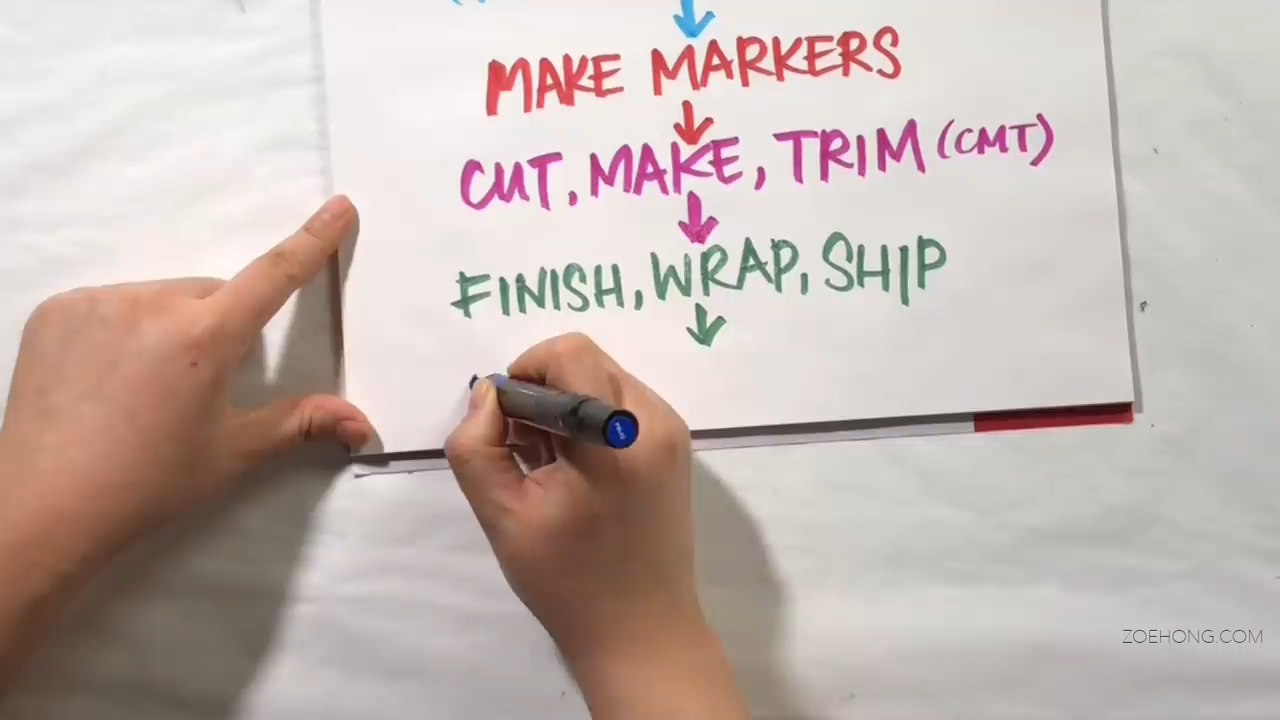 MAKE MARKERS
CUT, MAKE, TRIM (CMT)
FINISH, WRAP, SHIP
ZOEHONG.COM